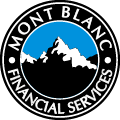 MONT BLANC
• FINANCIAL SERVICES •